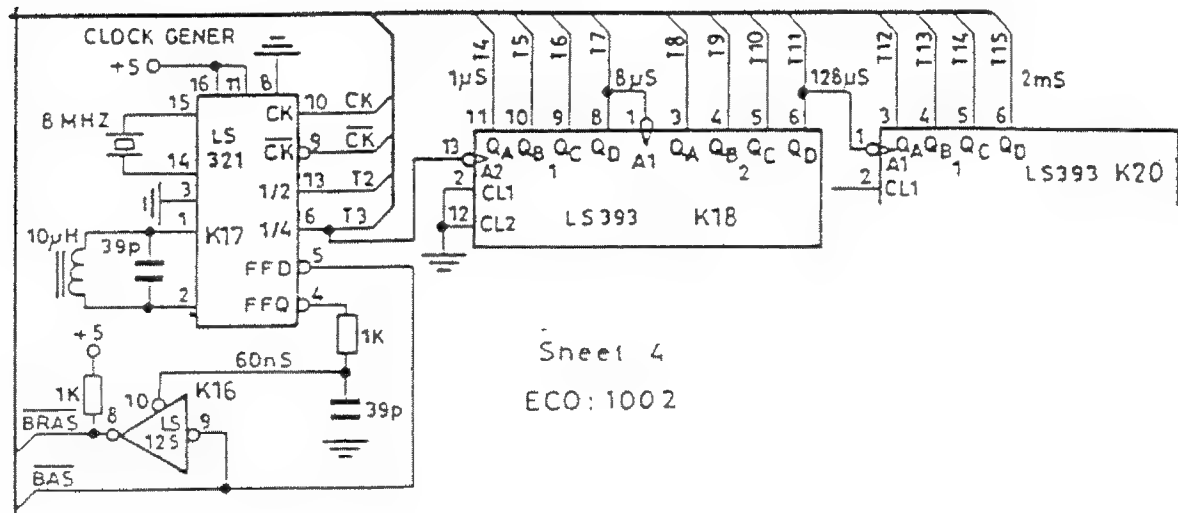 CLOCK GENER
+5
16 11 8
15
8 MHZ
14
3
1
10µH
39p
2
LS
321
K17
CK 10 CK
CK 9 CK
1/2 13 T2
1/4 6 T3
FFD 5
FFQ 4
1K
60nS
39p
+5
1K
10
K16
LS
125
8
9
BRAS
BAS
T4 T5 T6 T7 T8 T9 T10 T11 T12 T13 T14 T15
1µS 8µS 128µS 2mS
11 10 9 8 1 3 4 5 6
13
QA QB QC QD A1 QA QB QC QD
1 2
A2
2 CL1
12 CL2
LS393 K18
3 4 5 6
1
QA QB QC QD
A1 1
2 CL1
LS393 K20
Sneet 4
ECO: 1002